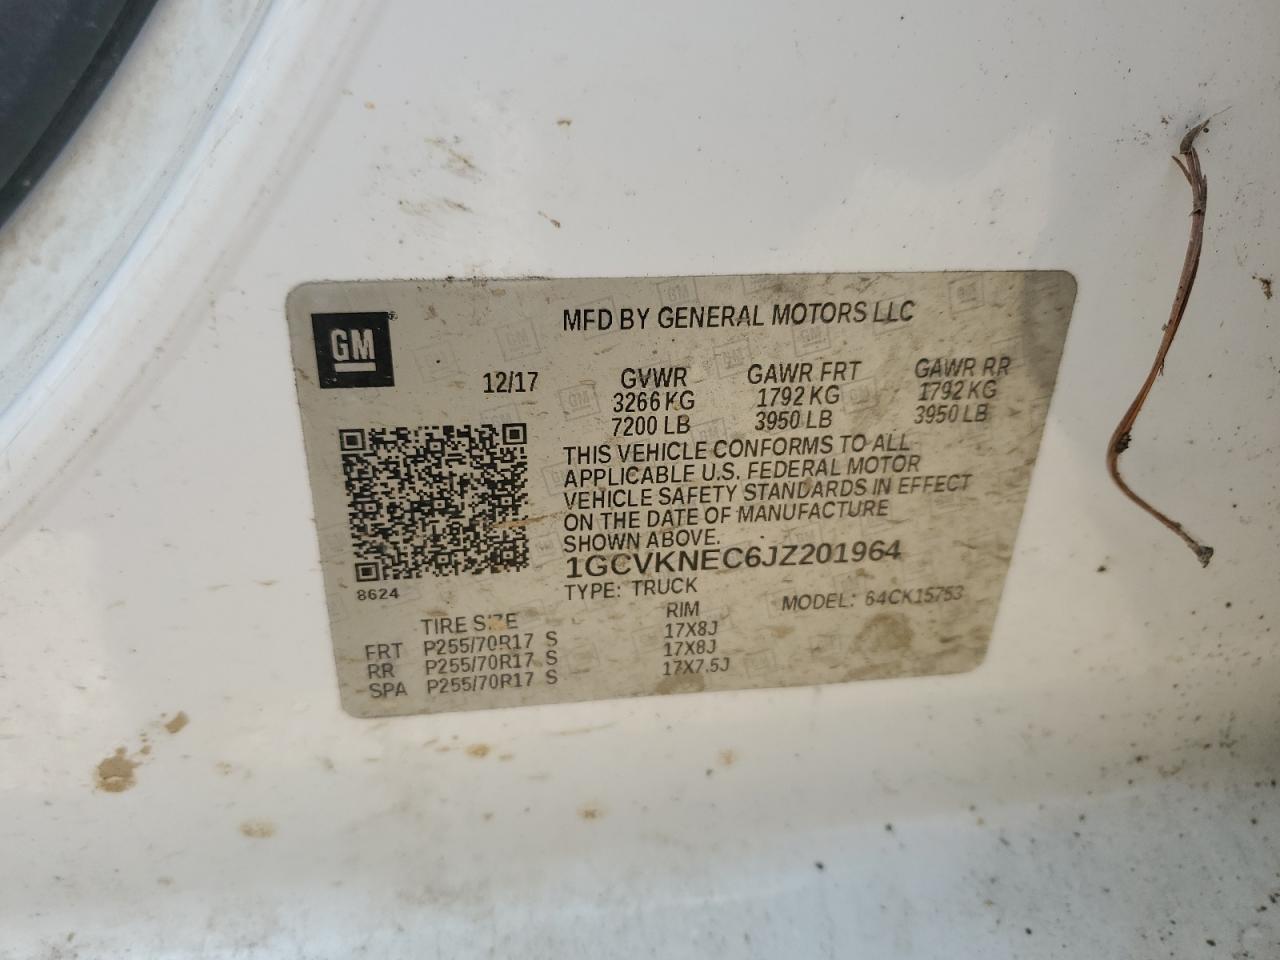 GM
MFD BY GENERAL MOTORS LLC
12/17 GVWR GAWR FRT GAWR RR
3266 KG 1792 KG 1792 KG
7200 LB 3950 LB 3950 LB
THIS VEHICLE CONFORMS TO ALL
APPLICABLE U.S. FEDERAL MOTOR
VEHICLE SAFETY STANDARDS IN EFFECT
ON THE DATE OF MANUFACTURE
SHOWN ABOVE.
1GCVKNEC6JZ201964
8624
TYPE: TRUCK MODEL: 64CK15753
TIRE SIZE RIM
FRT P255/70R17 S 17X8J
RR P255/70R17 S 17X8J
SPA P255/70R17 S 17X7.5J